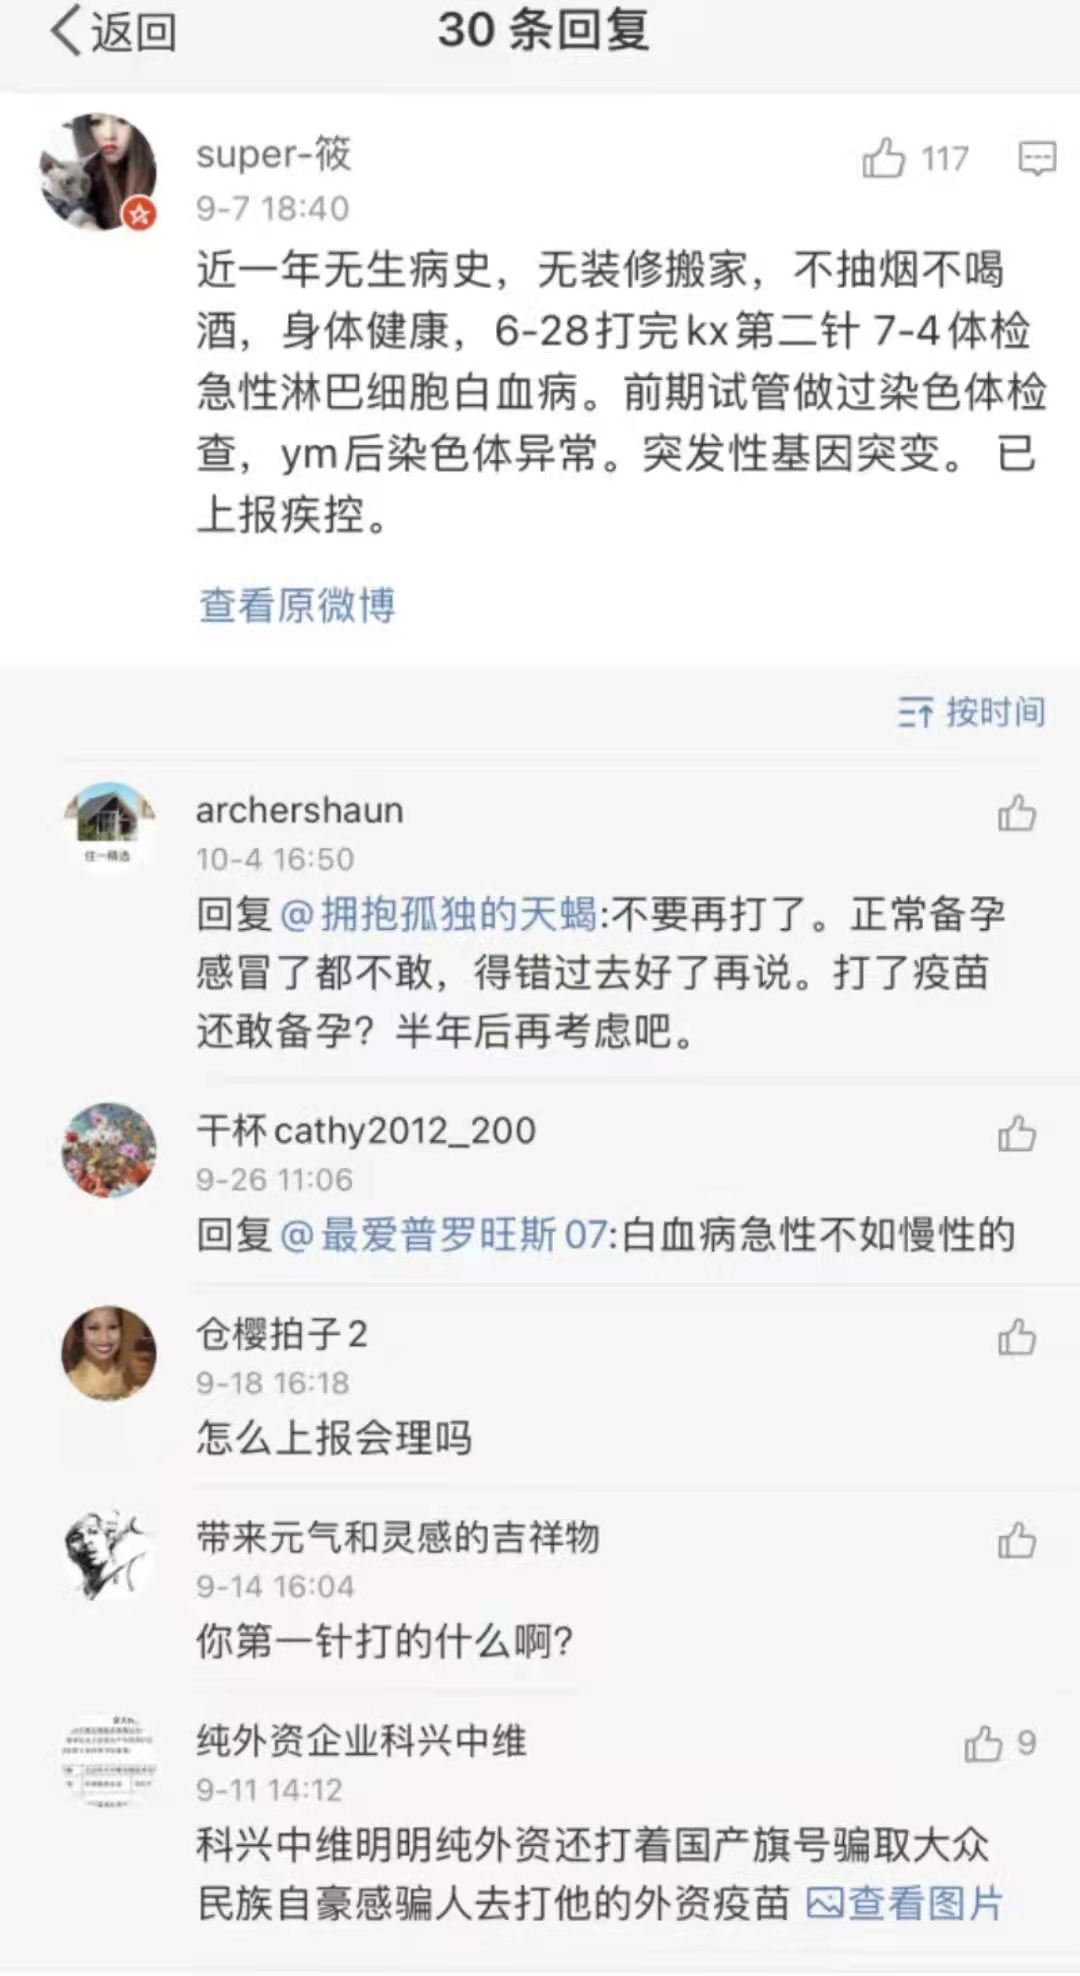 返回
30 条回复
super-筱
117
9-7 18:40
近一年无生病史，无装修搬家，不抽烟不喝
酒，身体健康，6-28打完kx第二针 7-4体检
急性淋巴细胞白血病。前期试管做过染色体检
查，ym后染色体异常。突发性基因突变。 已
上报疾控。
查看原微博
按时间
archershaun
10-4 16:50
回复@拥抱孤独的天蝎:不要再打了。正常备孕
感冒了都不敢，得错过去好了再说。打了疫苗
还敢备孕？半年后再考虑吧。
干杯cathy2012_200
9-26 11:06
回复@最爱普罗旺斯07:白血病急性不如慢性的
仓樱拍子2
9-18 16:18
怎么上报会理吗
带来元气和灵感的吉祥物
9-14 16:04
你第一针打的什么啊？
纯外资企业科兴中维
9
9-11 14:12
科兴中维明明纯外资还打着国产旗号骗取大众
民族自豪感骗人去打他的外资疫苗 查看图片